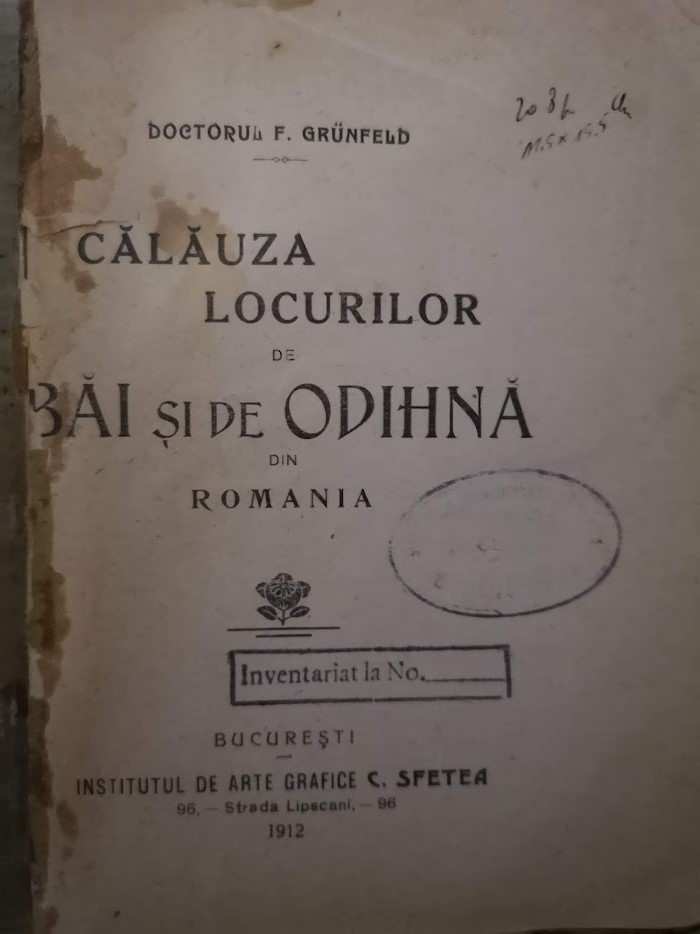 DOCTORUL F. GRÜNFELD
CĂLĂUZA
LOCURILOR
DE
BĂI ȘI DE ODIHNĂ
DIN
ROMANIA
Inventariat la No.
BUCUREȘTI
INSTITUTUL DE ARTE GRAFICE C. SFETEA
96, — Strada Lipscani, — 96
1912